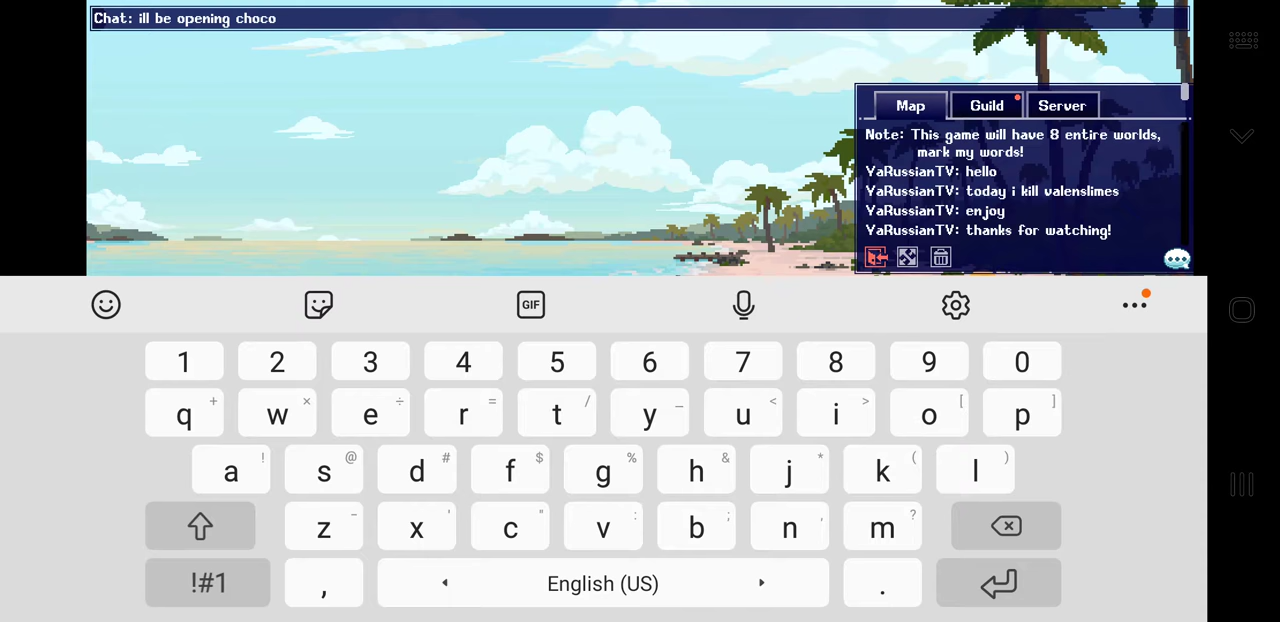 Chat: ill be opening choco
Map Guild Server
Note: This game will have 8 entire worlds,
mark my words!
YaRussianTV: hello
YaRussianTV: today i kill valenslimes
YaRussianTV: enjoy
YaRussianTV: thanks for watching!
GIF
1 2 3 4 5 6 7 8 9 0
q + w × e ÷ r = t / y _ u < i > o [ p ]
a ! s @ d # f $ g % h & j * k ( l )
z - x ' c " v : b ; n , m ?
!#1 , English (US) .